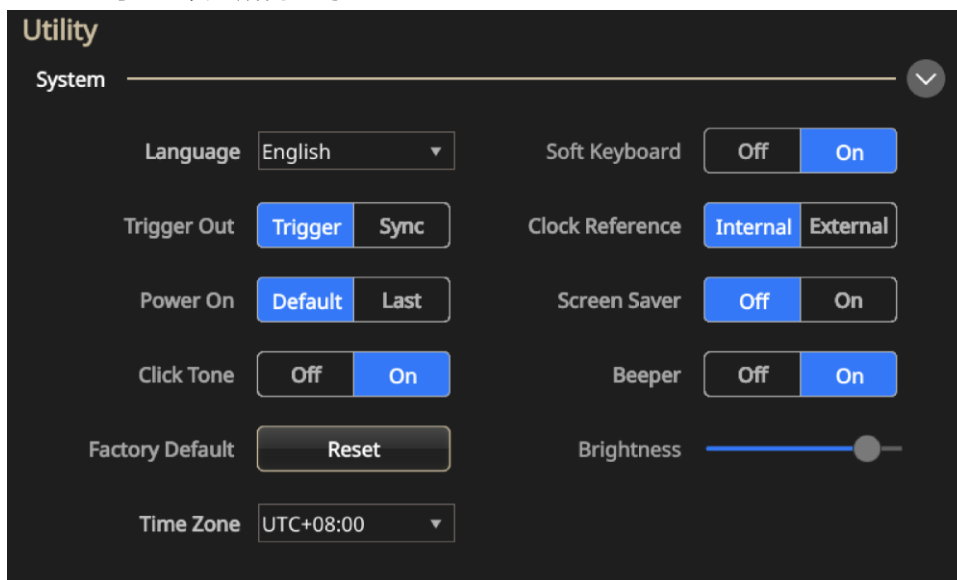 Utility
System
Language English Soft Keyboard Off On
Trigger Out Trigger Sync Clock Reference Internal External
Power On Default Last Screen Saver Off On
Click Tone Off On Beeper Off On
Factory Default Reset Brightness
Time Zone UTC+08:00